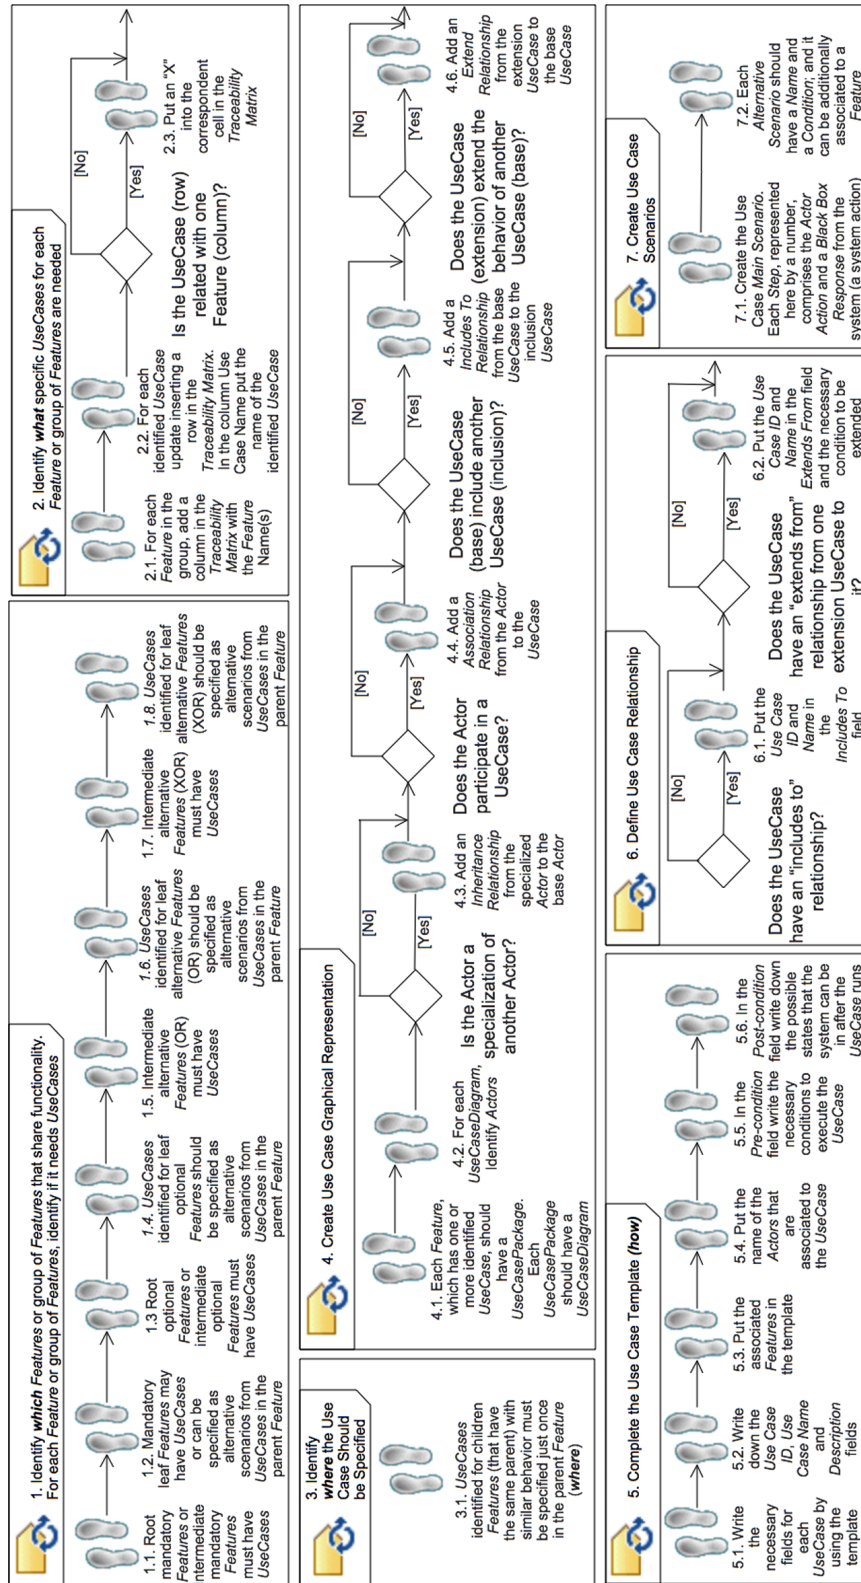 1. Identify which Features or group of Features that share functionality.
For each Feature or group of Features, identify if it needs UseCases
1.1. Root
mandatory
Features or
intermediate
mandatory
Features
must have
UseCases
1.2. Mandatory
leaf Features may
have UseCases
or can be
specified as
alternative
scenarios from
UseCases in the
parent Feature
1.3 Root
optional
Features or
intermediate
optional
Features must
have UseCases
1.4. UseCases
identified for leaf
optional
Features should
be specified as
alternative
scenarios from
UseCases in the
parent Feature
1.5. Intermediate
alternative
Features (OR)
must have
UseCases
1.6. UseCases
identified for leaf
alternative Features
(OR) should be
specified as
alternative
scenarios from
UseCases in the
parent Feature
1.7. Intermediate
alternative
Features (XOR)
must have
UseCases
1.8. UseCases
identified for leaf
alternative Features
(XOR) should be
specified as
alternative
scenarios from
UseCases in the
parent Feature
2. Identify what specific UseCases for each
Feature or group of Features are needed
2.1. For each
Feature in the
group, add a
column in the
Traceability
Matrix with
the Feature
Name(s)
2.2. For each
identified UseCase
update inserting a
row in the
Traceability Matrix.
In the column Use
Case Name put the
name of the
identified UseCase
Is the UseCase (row)
related with one
Feature (column)?
[No]
[Yes]
2.3. Put an "X"
into the
correspondent
cell in the
Traceability
Matrix
3. Identify
where the Use
Case Should
be Specified
3.1. UseCases
identified for children
Features (that have
the same parent) with
similar behavior must
be specified just once
in the parent Feature
(where)
4. Create Use Case Graphical Representation
4.1. Each Feature,
which has one or
more identified
UseCase, should
have a
UseCasePackage.
Each
UseCasePackage
should have a
UseCaseDiagram
4.2. For each
UseCaseDiagram,
Identify Actors
Is the Actor a
specialization of
another Actor?
[No]
[Yes]
4.3. Add an
Inheritance
Relationship
from the
specialized
Actor to the
base Actor
Does the Actor
participate in a
UseCase?
[No]
[Yes]
4.4. Add a
Association
Relationship
from the Actor
to the
UseCase
Does the UseCase
(base) include another
UseCase (inclusion)?
[No]
[Yes]
4.5. Add a
Includes To
Relationship
from the base
UseCase to the
inclusion
UseCase
Does the UseCase
(extension) extend the
behavior of another
UseCase (base)?
[No]
[Yes]
4.6. Add an
Extend
Relationship
from the
extension
UseCase to
the base
UseCase
5. Complete the Use Case Template (how)
5.1. Write
the
necessary
fields for
each
UseCase by
using the
template
5.2. Write
down the
Use Case
ID, Use
Case Name
and
Description
fields
5.3. Put the
associated
Features in
the template
5.4. Put the
name of the
Actors that
are
associated to
the UseCase
5.5. In the
Pre-condition
field write the
necessary
conditions to
execute the
UseCase
5.6. In the
Post-condition
field write down
the possible
states that the
system can be
in after the
UseCase runs
6. Define Use Case Relationship
Does the UseCase
have an "includes to"
relationship?
[No]
[Yes]
6.1. Put the
Use Case
ID and
Name in
the
Includes To
field
Does the UseCase
have an "extends from"
relationship from one
extension UseCase to
it?
[No]
[Yes]
6.2. Put the Use
Case ID and
Name in the
Extends From field
and the necessary
condition to be
extended
7. Create Use Case
Scenarios
7.1. Create the Use
Case Main Scenario.
Each Step, represented
here by a number,
comprises the Actor
Action and a Black Box
Response from the
system (a system action)
7.2. Each
Alternative
Scenario should
have a Name and
a Condition, and it
can be additionally
associated to a
Feature